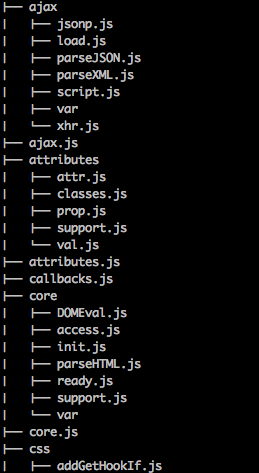 ├── ajax
│   ├── jsonp.js
│   ├── load.js
│   ├── parseJSON.js
│   ├── parseXML.js
│   ├── script.js
│   ├── var
│   └── xhr.js
├── ajax.js
├── attributes
│   ├── attr.js
│   ├── classes.js
│   ├── prop.js
│   ├── support.js
│   └── val.js
├── attributes.js
├── callbacks.js
├── core
│   ├── DOMEval.js
│   ├── access.js
│   ├── init.js
│   ├── parseHTML.js
│   ├── ready.js
│   ├── support.js
│   └── var
├── core.js
├── css
│   ├── addGetHookIf.js